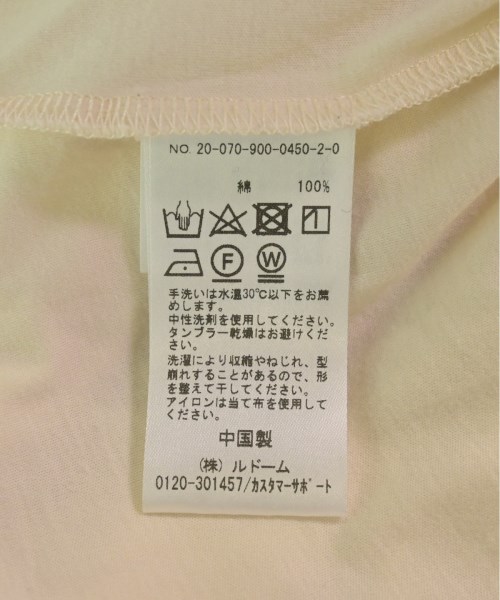 NO. 20-070-900-0450-2-0
綿 100%
F W
手洗いは水温30℃以下をお薦
めします。
中性洗剤を使用してください。
タンブラー乾燥はお避けくだ
さい。
洗濯により収縮やねじれ、型
崩れすることがあるので、形
を整えて干してください。
アイロンは当て布を使用して
ください。
中国製
(株) ルドーム
0120-301457/カスタマーサポート